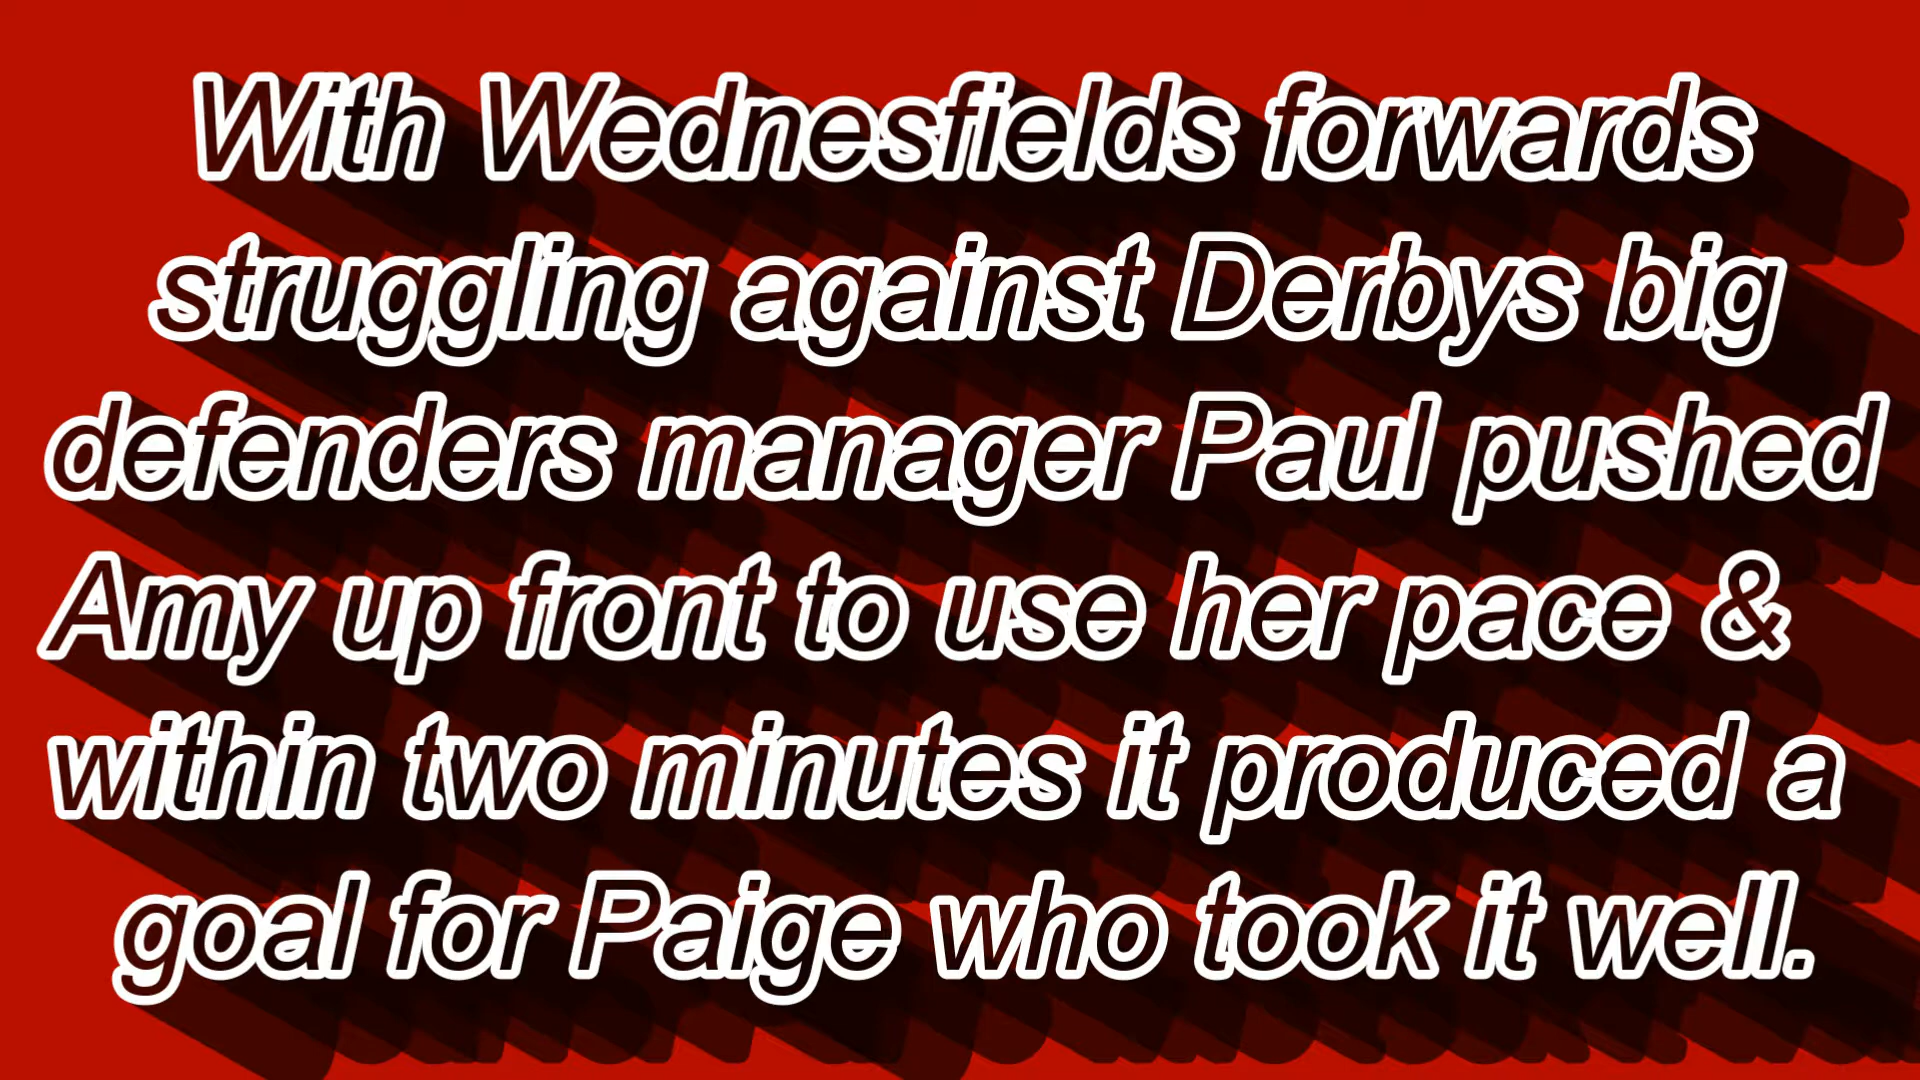 With Wednesfields forwards
struggling against Derbys big
defenders manager Paul pushed
Amy up front to use her pace &
within two minutes it produced a
goal for Paige who took it well.